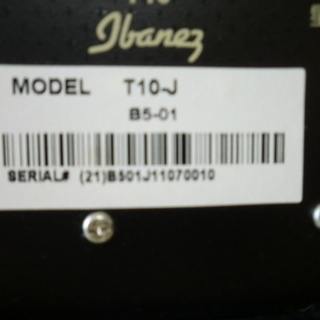 Ibanez
MODEL T10-J
B5-01
SERIAL# (21)B501J11070010